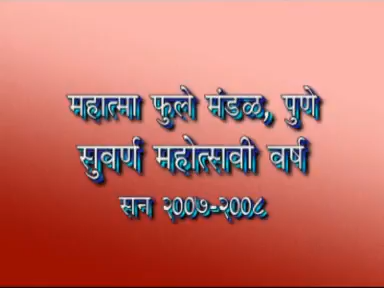 महात्मा फुले मंडळ, पुणे
सुवर्ण महोत्सवी वर्ष
सन २००७-२००८